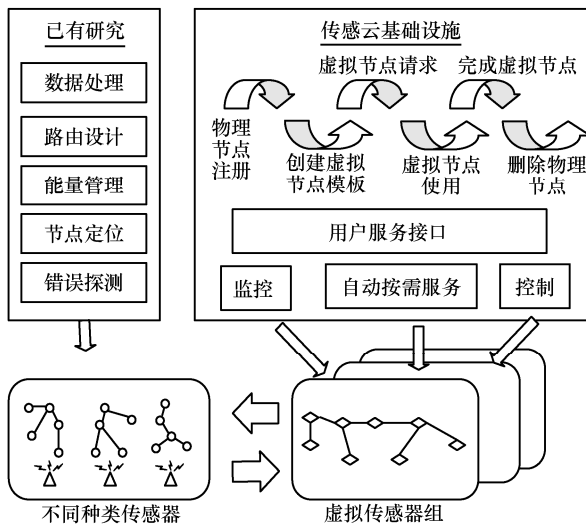 已有研究
数据处理
路由设计
能量管理
节点定位
错误探测
传感云基础设施
虚拟节点请求
完成虚拟节点
物理
节点
注册
创建虚拟
节点模板
虚拟节点
使用
删除物理
节点
用户服务接口
监控
自动按需服务
控制
不同种类传感器
虚拟传感器组